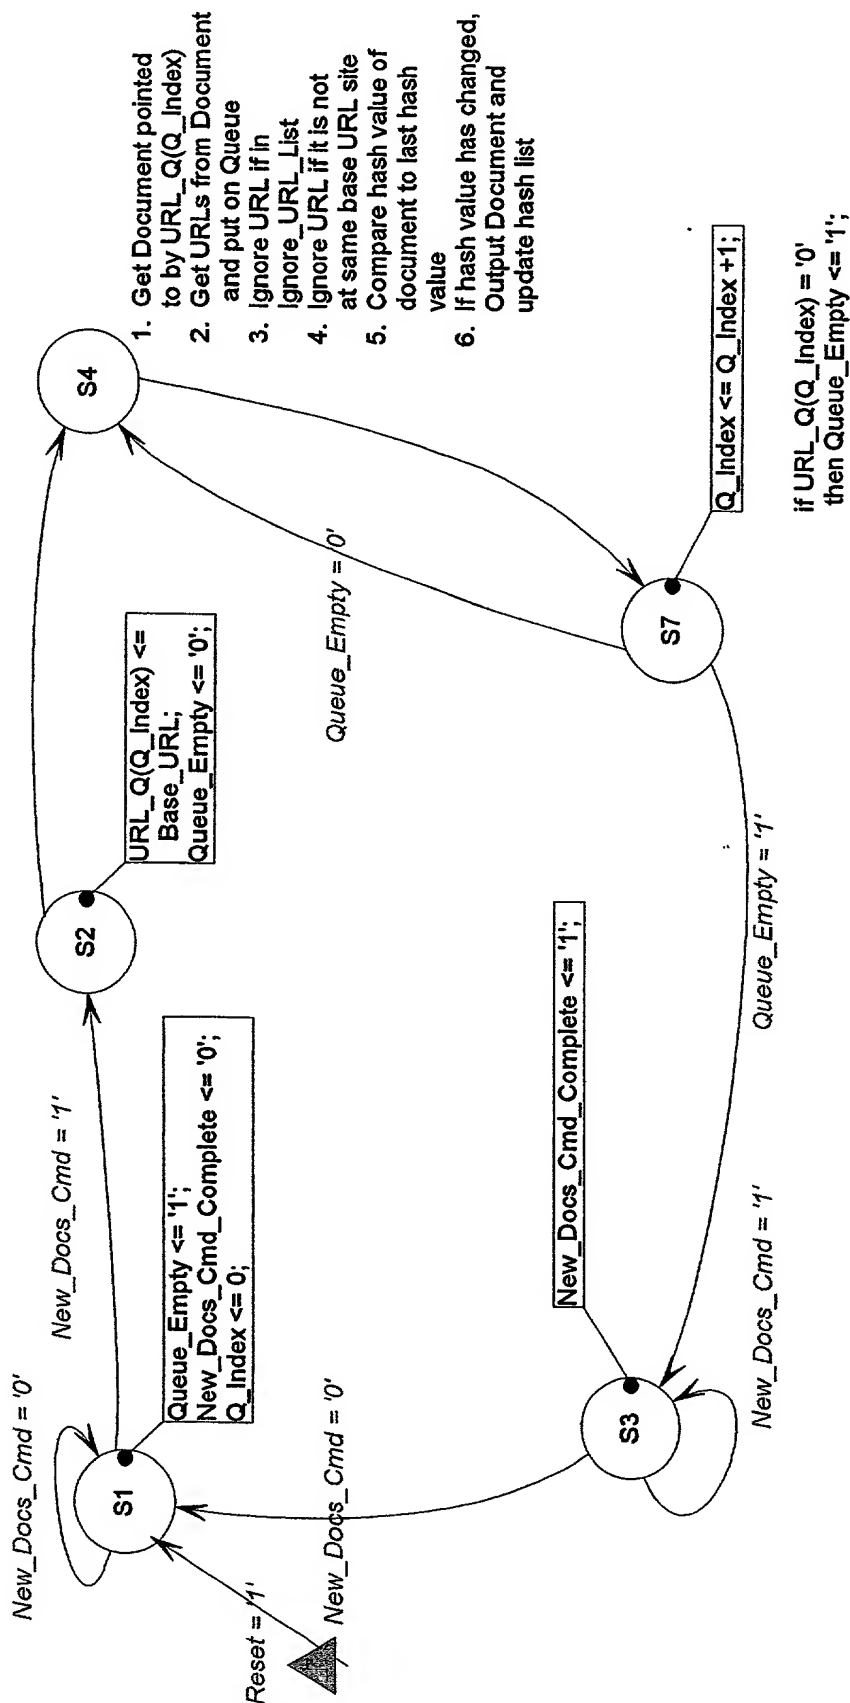 New_Docs_Cmd = '0'
S1
Queue_Empty <= '1';
New_Docs_Cmd_Complete <= '0';
Q_Index <= 0;
Reset = '1'
New_Docs_Cmd = '1'
S2
URL_Q(Q_Index) <=
Base_URL;
Queue_Empty <= '0';
S4
1. Get Document pointed
to by URL_Q(Q_Index)
2. Get URLs from Document
and put on Queue
3. Ignore URL if in
Ignore_URL_List
4. Ignore URL if it is not
at same base URL site
5. Compare hash value of
document to last hash
value
6. If hash value has changed,
Output Document and
update hash list
Queue_Empty = '0'
S7
Q_Index <= Q_Index +1;
if URL_Q(Q_Index) = '0'
then Queue_Empty <= '1';
Queue_Empty = '1'
New_Docs_Cmd_Complete <= '1';
S3
New_Docs_Cmd = '1'
New_Docs_Cmd = '0'